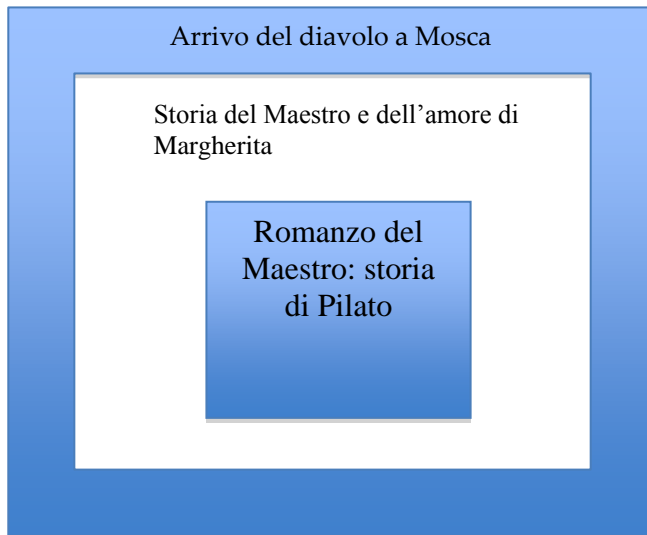 Arrivo del diavolo a Mosca
Storia del Maestro e dell’amore di
Margherita
Romanzo del
Maestro: storia
di Pilato